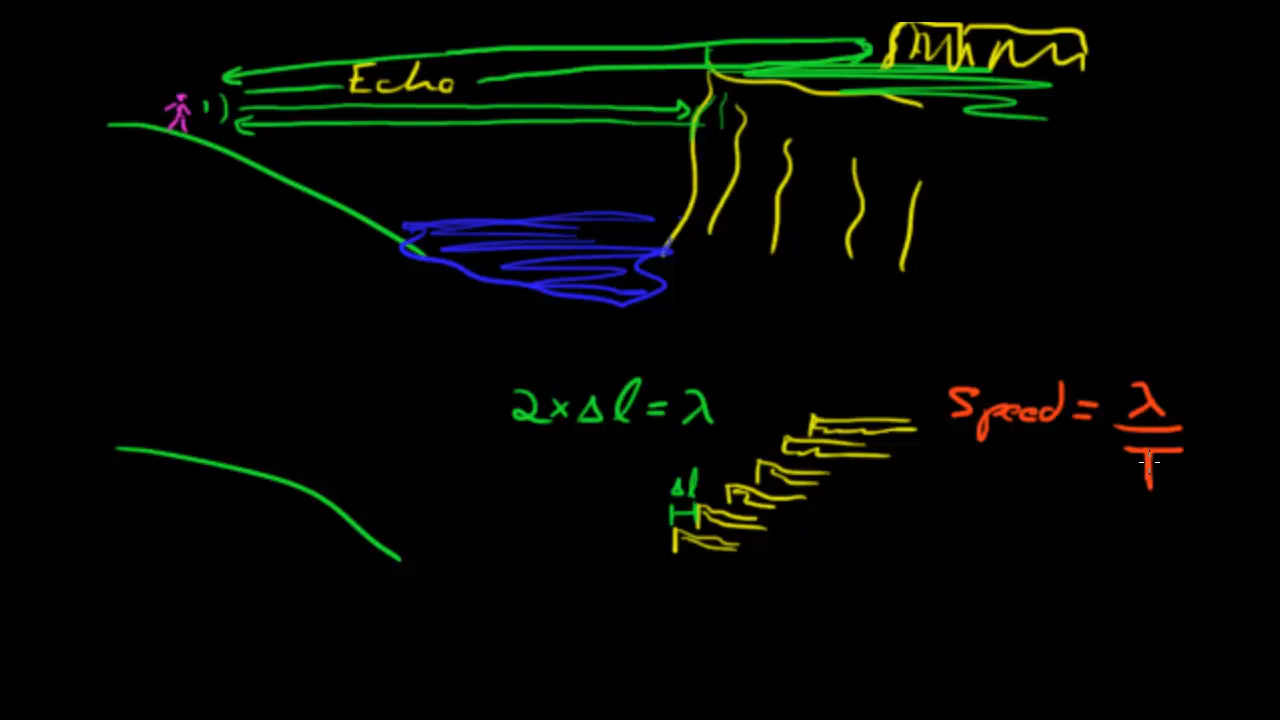 Echo
2 × Δl = λ
Speed = λ / T
Δl